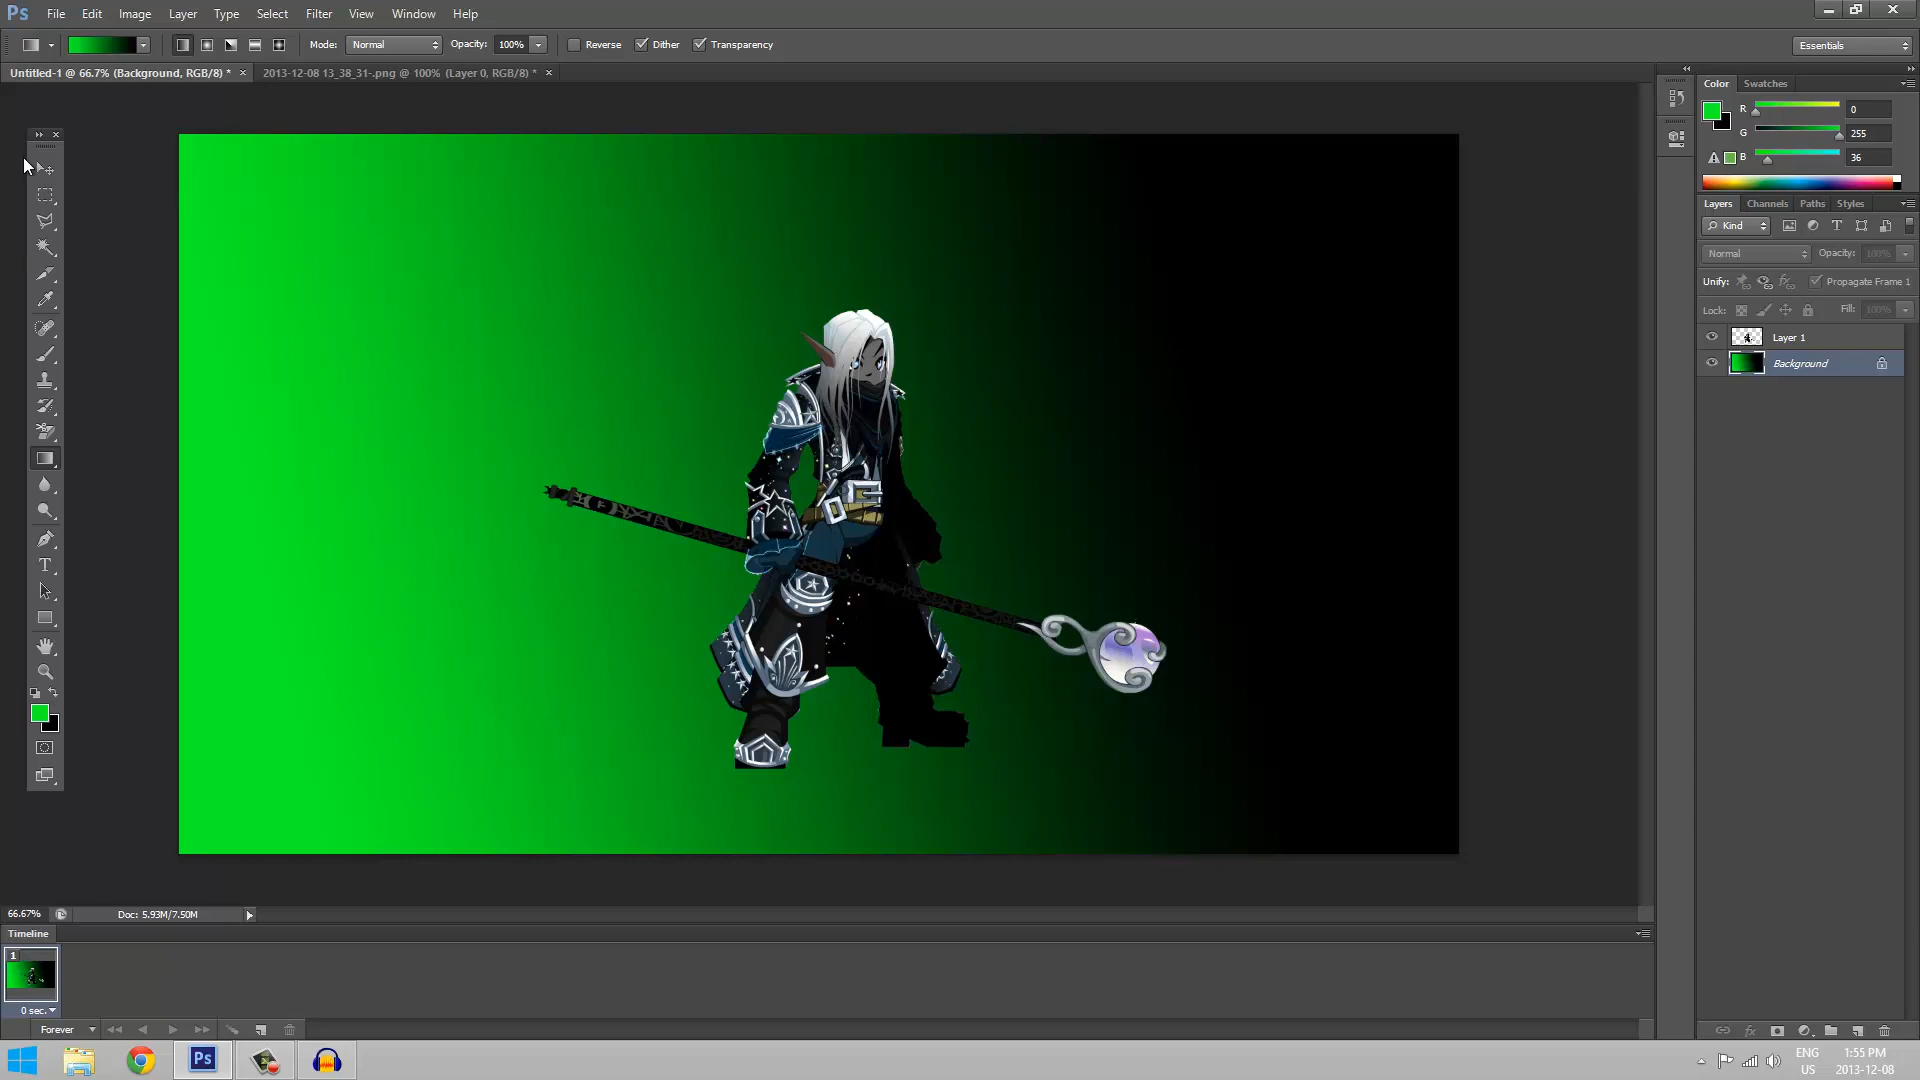 Ps File Edit Image Layer Type Select Filter View Window Help
Mode: Normal Opacity: 100% Reverse Dither Transparency Essentials
Untitled-1 @ 66.7% (Background, RGB/8) * × 2013-12-08 13_38_31-.png @ 100% (Layer 0, RGB/8) * ×
Color Swatches
R 0
G 255
B 36
Layers Channels Paths Styles
Kind
Normal Opacity: 100%
Unify: Propagate Frame 1
Lock: Fill: 100%
Layer 1
Background
T
66.67% Doc: 5.93M/7.50M
Timeline
1
0 sec.
Forever
fx
Ps
ENG 1:55 PM
US 2013-12-08